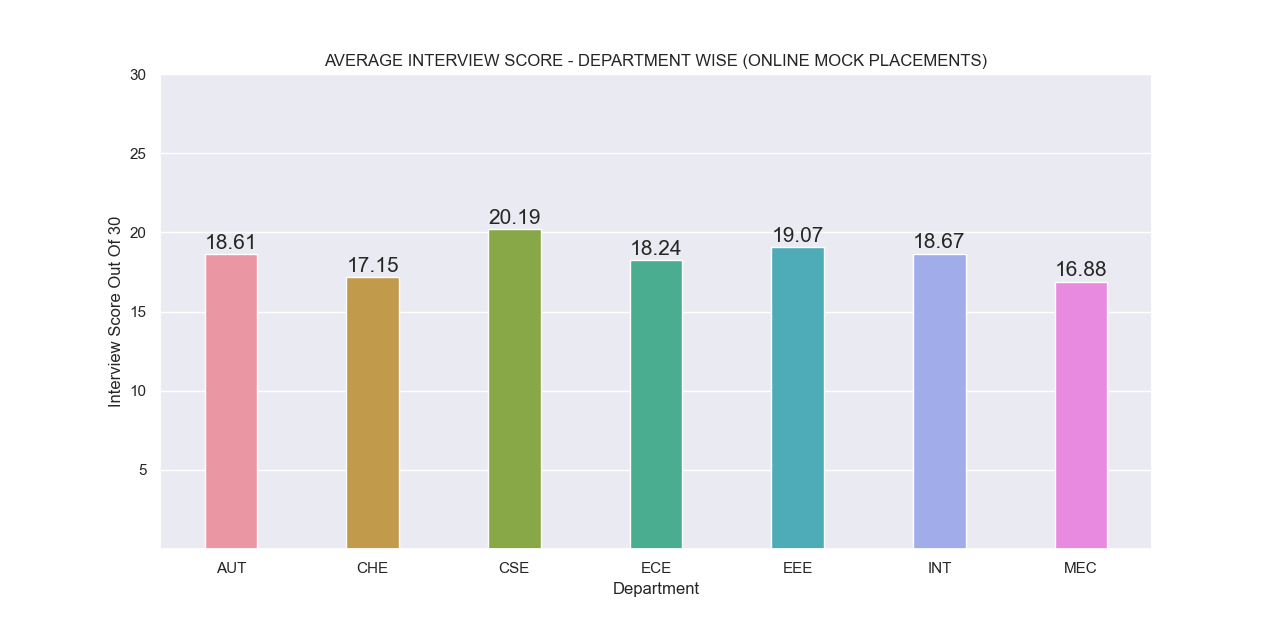 AVERAGE INTERVIEW SCORE - DEPARTMENT WISE (ONLINE MOCK PLACEMENTS)
Interview Score Out Of 30
30
25
20
15
10
5
18.61
17.15
20.19
18.24
19.07
18.67
16.88
AUT
CHE
CSE
ECE
EEE
INT
MEC
Department